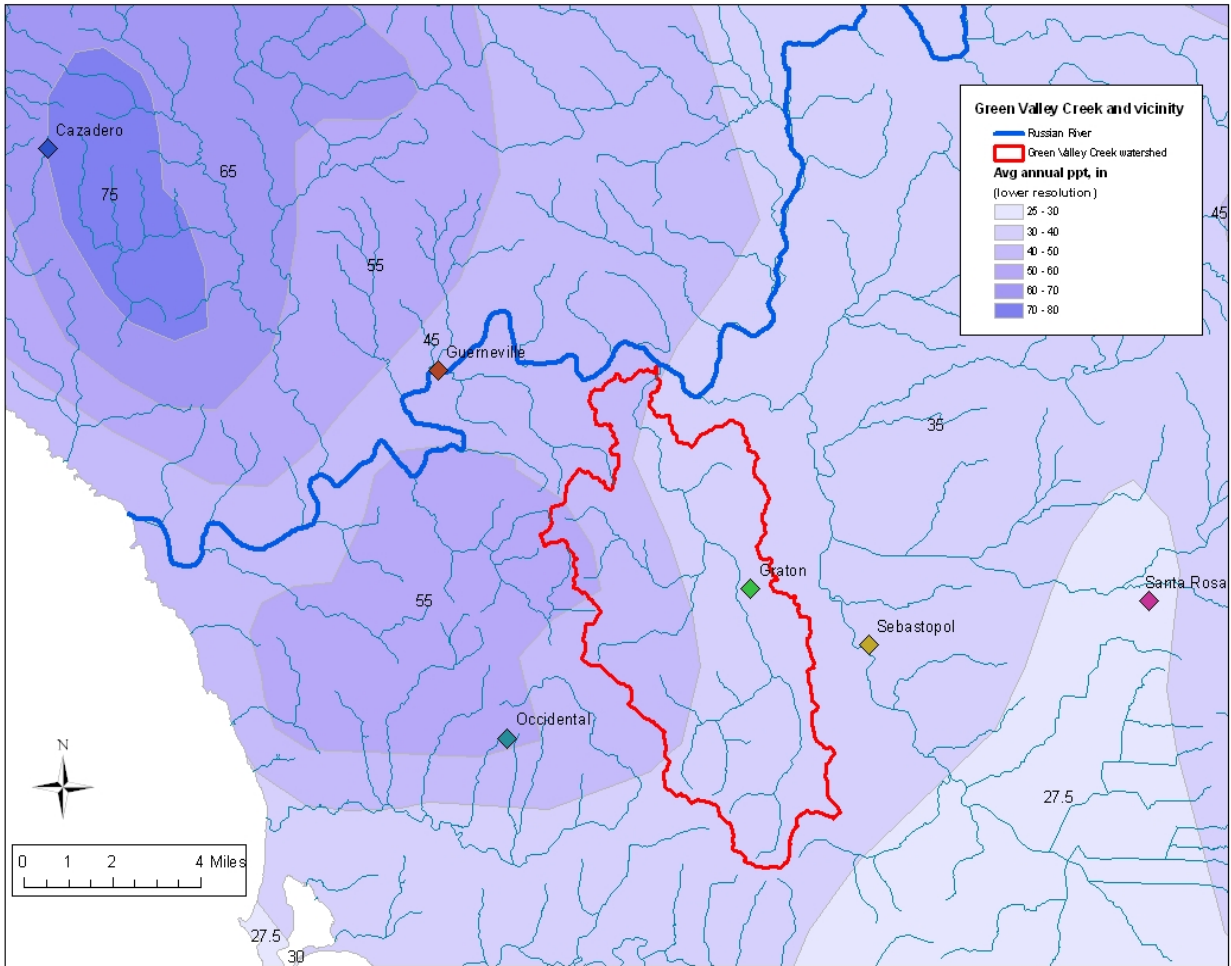 Green Valley Creek and vicinity
Russian River
Green Valley Creek watershed
Avg annual ppt, in
(lower resolution)
25 - 30
30 - 40
40 - 50
50 - 60
60 - 70
70 - 80
Cazadero
65
75
45
55
45
Guerneville
35
Graton
Santa Rosa
55
Sebastopol
Occidental
N
27.5
0 1 2 4 Miles
27.5
30